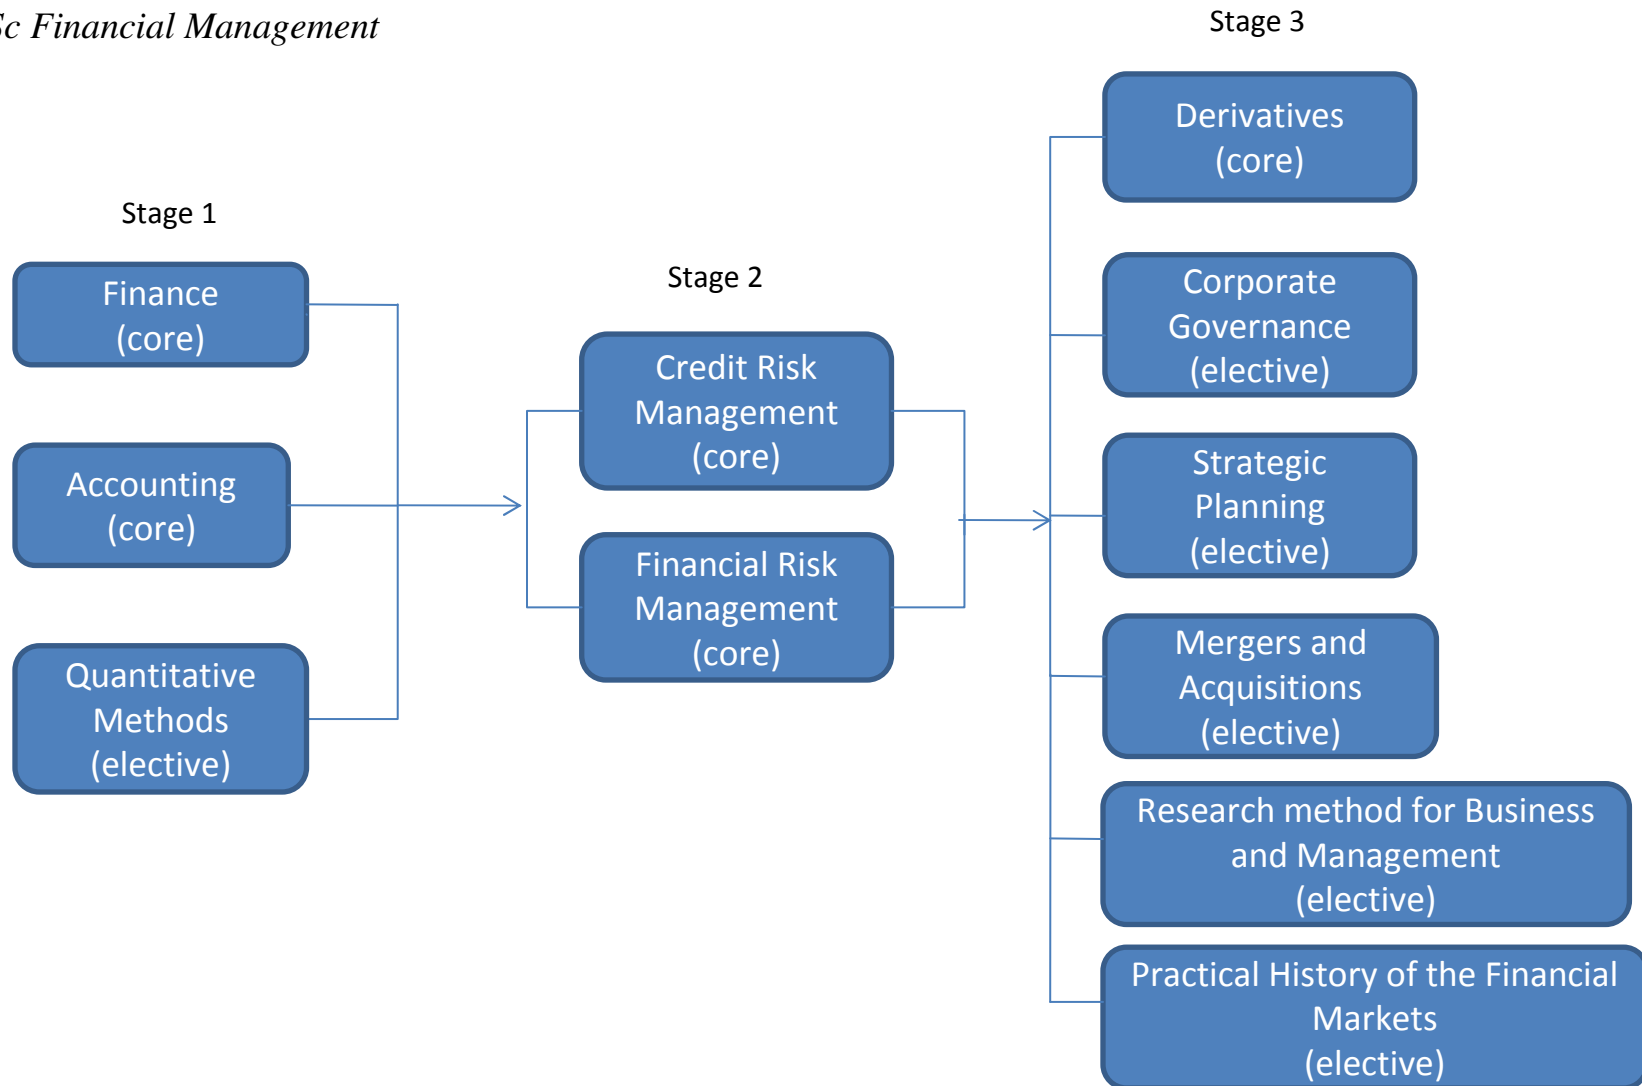 Sc Financial Management
Stage 1
Finance
(core)
Accounting
(core)
Quantitative
Methods
(elective)
Stage 2
Credit Risk
Management
(core)
Financial Risk
Management
(core)
Stage 3
Derivatives
(core)
Corporate
Governance
(elective)
Strategic
Planning
(elective)
Mergers and
Acquisitions
(elective)
Research method for Business
and Management
(elective)
Practical History of the Financial
Markets
(elective)